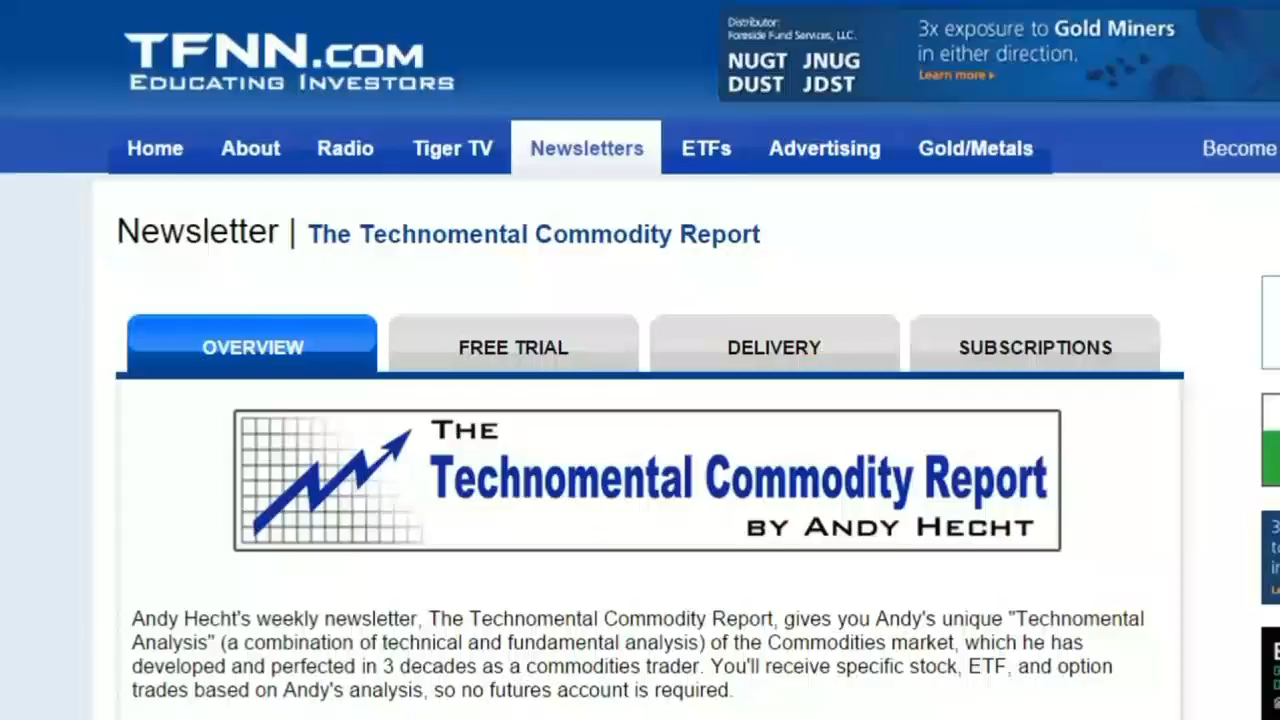 TFNN.COM
EDUCATING INVESTORS
Distributor:
Foreside Fund Services, LLC.
NUGT JNUG
DUST JDST
3x exposure to Gold Miners
in either direction.
Learn more
Home About Radio Tiger TV Newsletters ETFs Advertising Gold/Metals Become
Newsletter | The Technomental Commodity Report
OVERVIEW FREE TRIAL DELIVERY SUBSCRIPTIONS
THE
Technomental Commodity Report
BY ANDY HECHT
Andy Hecht's weekly newsletter, The Technomental Commodity Report, gives you Andy's unique "Technomental
Analysis" (a combination of technical and fundamental analysis) of the Commodities market, which he has
developed and perfected in 3 decades as a commodities trader. You'll receive specific stock, ETF, and option
trades based on Andy's analysis, so no futures account is required.